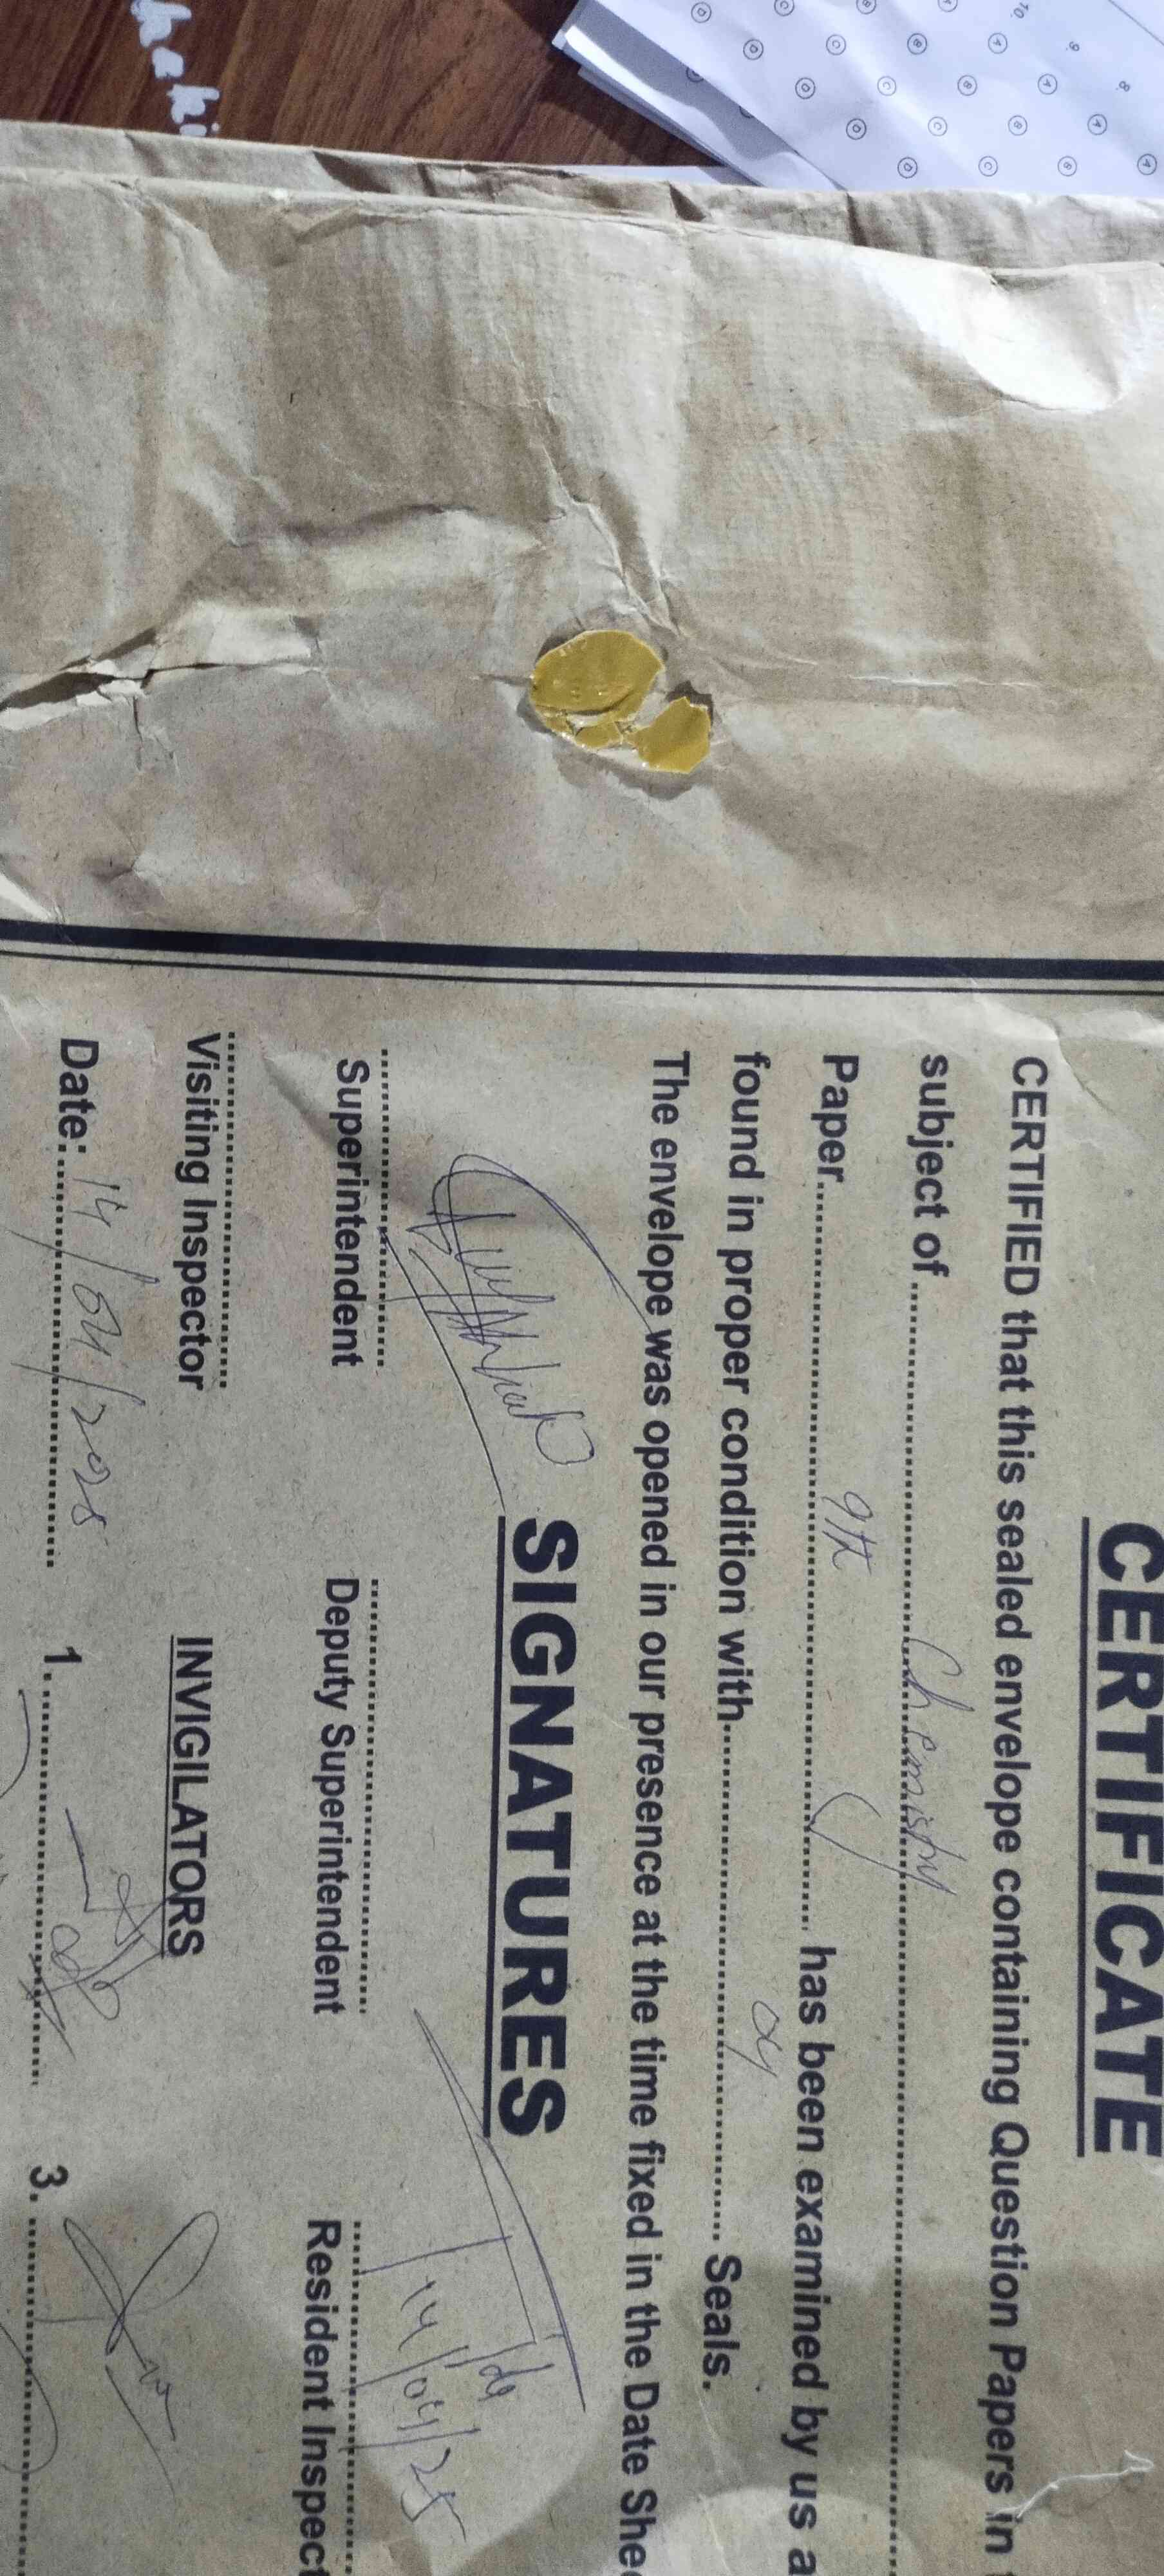 CERTIFICATE
CERTIFIED that this sealed envelope containing Question Papers in
subject of .......... Chemistry ..........
Paper .......... 9th .......... has been examined by us a
found in proper condition with .......... 04 .......... Seals.
The envelope was opened in our presence at the time fixed in the Date Shee
SIGNATURES
14/04/25
Superintendent Deputy Superintendent Resident Inspect
Visiting Inspector INVIGILATORS
Date: 14/04/2025 1. 3.